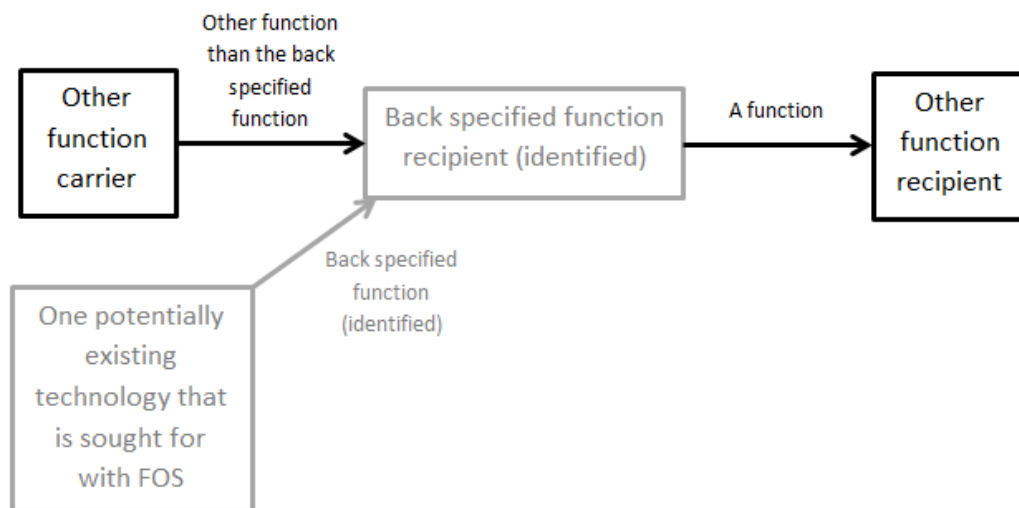 Other function
than the back
specified
function
Other
function
carrier
Back specified function
recipient (identified)
A function
Other
function
recipient
Back specified
function
(identified)
One potentially
existing
technology that
is sought for
with FOS